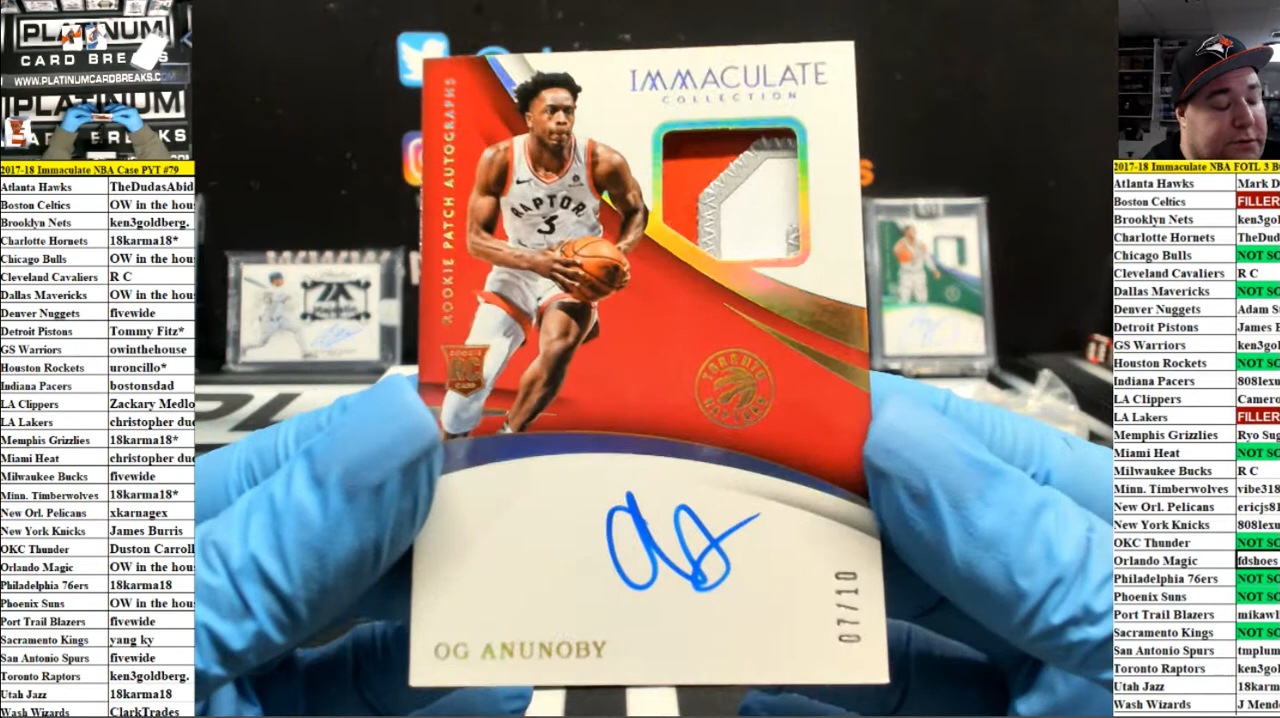 PLATINUM
CARD BREAKS
WWW.PLATINUMCARDBREAKS.COM
PLATINUM
CARD BREAKS
2017-18 Immaculate NBA Case PYT #79
Atlanta Hawks TheDudasAbid
Boston Celtics OW in the hou
Brooklyn Nets ken3goldberg.
Charlotte Hornets 18karma18*
Chicago Bulls OW in the hou
Cleveland Cavaliers R C
Dallas Mavericks OW in the hou
Denver Nuggets fivewide
Detroit Pistons Tommy Fitz*
GS Warriors owinthehouse
Houston Rockets uroncillo*
Indiana Pacers bostonsdad
LA Clippers Zackary Medlo
LA Lakers christopher due
Memphis Grizzlies 18karma18*
Miami Heat christopher due
Milwaukee Bucks fivewide
Minn. Timberwolves 18karma18*
New Orl. Pelicans xkarnagex
New York Knicks James Burris
OKC Thunder Duston Carroll
Orlando Magic OW in the hou
Philadelphia 76ers 18karma18
Phoenix Suns OW in the hou
Port Trail Blazers fivewide
Sacramento Kings yang ky
San Antonio Spurs fivewide
Toronto Raptors ken3goldberg.
Utah Jazz 18karma18
Wash Wizards ClarkTrades
IMMACULATE
COLLECTION
ROOKIE PATCH AUTOGRAPHS
RAPTORS
3
ROOKIE
RC
CARD
TORONTO
RAPTORS
07/10
OG ANUNOBY
2017-18 Immaculate NBA FOTL 3 B
Atlanta Hawks Mark D
Boston Celtics FILLER
Brooklyn Nets ken3go
Charlotte Hornets TheDud
Chicago Bulls NOT SO
Cleveland Cavaliers R C
Dallas Mavericks NOT SO
Denver Nuggets Adam S
Detroit Pistons James B
GS Warriors ken3go
Houston Rockets NOT SO
Indiana Pacers 808lexu
LA Clippers Camero
LA Lakers FILLER
Memphis Grizzlies Ryo Sug
Miami Heat NOT SO
Milwaukee Bucks R C
Minn. Timberwolves vibe318
New Orl. Pelicans ericjs81
New York Knicks 808lexu
OKC Thunder NOT SO
Orlando Magic fdshoes
Philadelphia 76ers NOT SO
Phoenix Suns NOT SO
Port Trail Blazers mikawl
Sacramento Kings NOT SO
San Antonio Spurs tmplum
Toronto Raptors ken3go
Utah Jazz 18karm
Wash Wizards J Mend